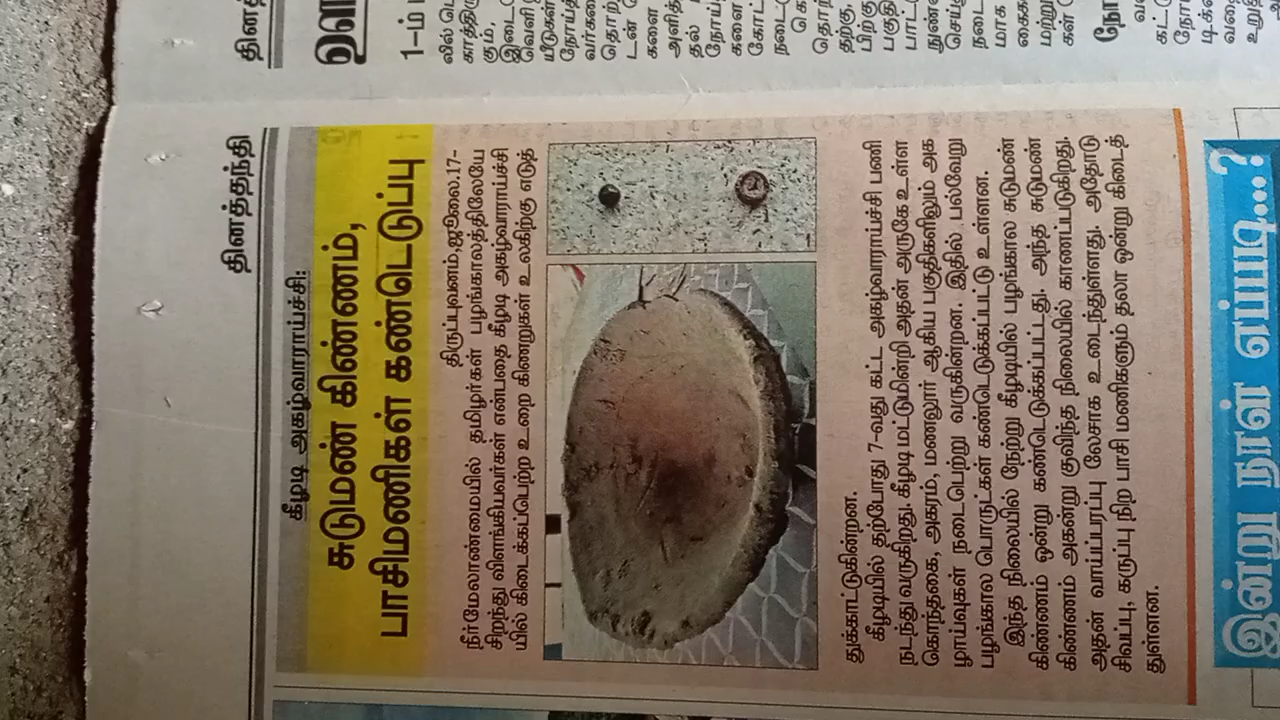 தினத்தந்தி
கீழடி அகழ்வாராய்ச்சி:
சுடுமண் கிண்ணம்,
பாசிமணிகள் கண்டெடுப்பு
திருப்புவனம்,ஜூலை.17-
நீர்மேலாண்மையில் தமிழர்கள் பழங்காலத்திலேயே
சிறந்து விளங்கியவர்கள் என்பதை கீழடி அகழ்வாராய்ச்சி
யில் கிடைக்கப்பெற்ற உறை கிணறுகள் உலகிற்கு எடுத்
துக்காட்டுகின்றன.
கீழடியில் தற்போது 7-வது கட்ட அகழ்வாராய்ச்சி பணி
நடந்து வருகிறது. கீழடி மட்டுமின்றி அதன் அருகே உள்ள
கொந்தகை, அகரம், மணலூர் ஆகிய பகுதிகளிலும் அக
ழாய்வுகள் நடைபெற்று வருகின்றன. இதில் பல்வேறு
பழங்கால பொருட்கள் கண்டெடுக்கப்பட்டு உள்ளன.
இந்த நிலையில் நேற்று கீழடியில் பழங்கால சுடுமண்
கிண்ணம் ஒன்று கண்டெடுக்கப்பட்டது. அந்த சுடுமண்
கிண்ணம் அகன்று குவிந்த நிலையில் காணப்படுகிறது.
அதன் வாய்ப்பரப்பு லேசாக உடைந்துள்ளது. அதோடு
சிவப்பு, கருப்பு நிற பாசி மணிகளும் தலா ஒன்று கிடைத்
துள்ளன.
இன்று நாள் எப்படி...?